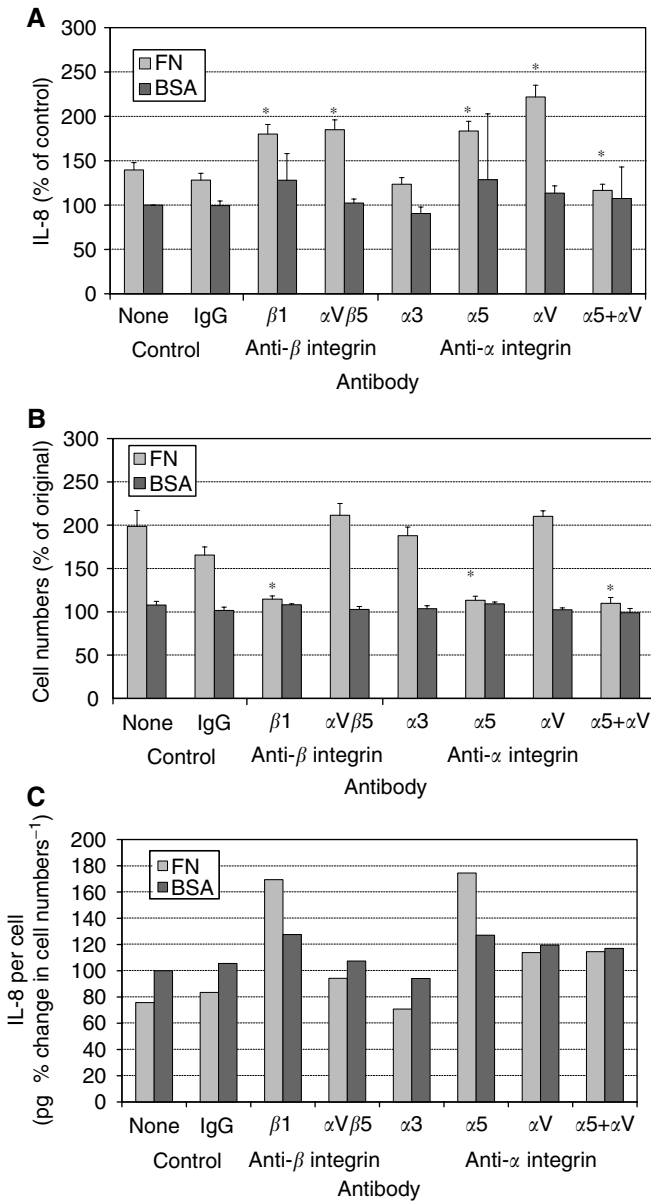 A
300
250
200
150
100
50
0
IL-8 (% of control)
FN
BSA
*
*
*
*
*
None IgG β1 αVβ5 α3 α5 αV α5+αV
Control Anti-β integrin Anti-α integrin
Antibody
B
300
250
200
150
100
50
0
Cell numbers (% of original)
FN
BSA
*
*
*
None IgG β1 αVβ5 α3 α5 αV α5+αV
Control Anti-β integrin Anti-α integrin
Antibody
C
200
180
160
140
120
100
80
60
40
20
0
IL-8 per cell
(pg % change in cell numbers⁻¹)
FN
BSA
None IgG β1 αVβ5 α3 α5 αV α5+αV
Control Anti-β integrin Anti-α integrin
Antibody